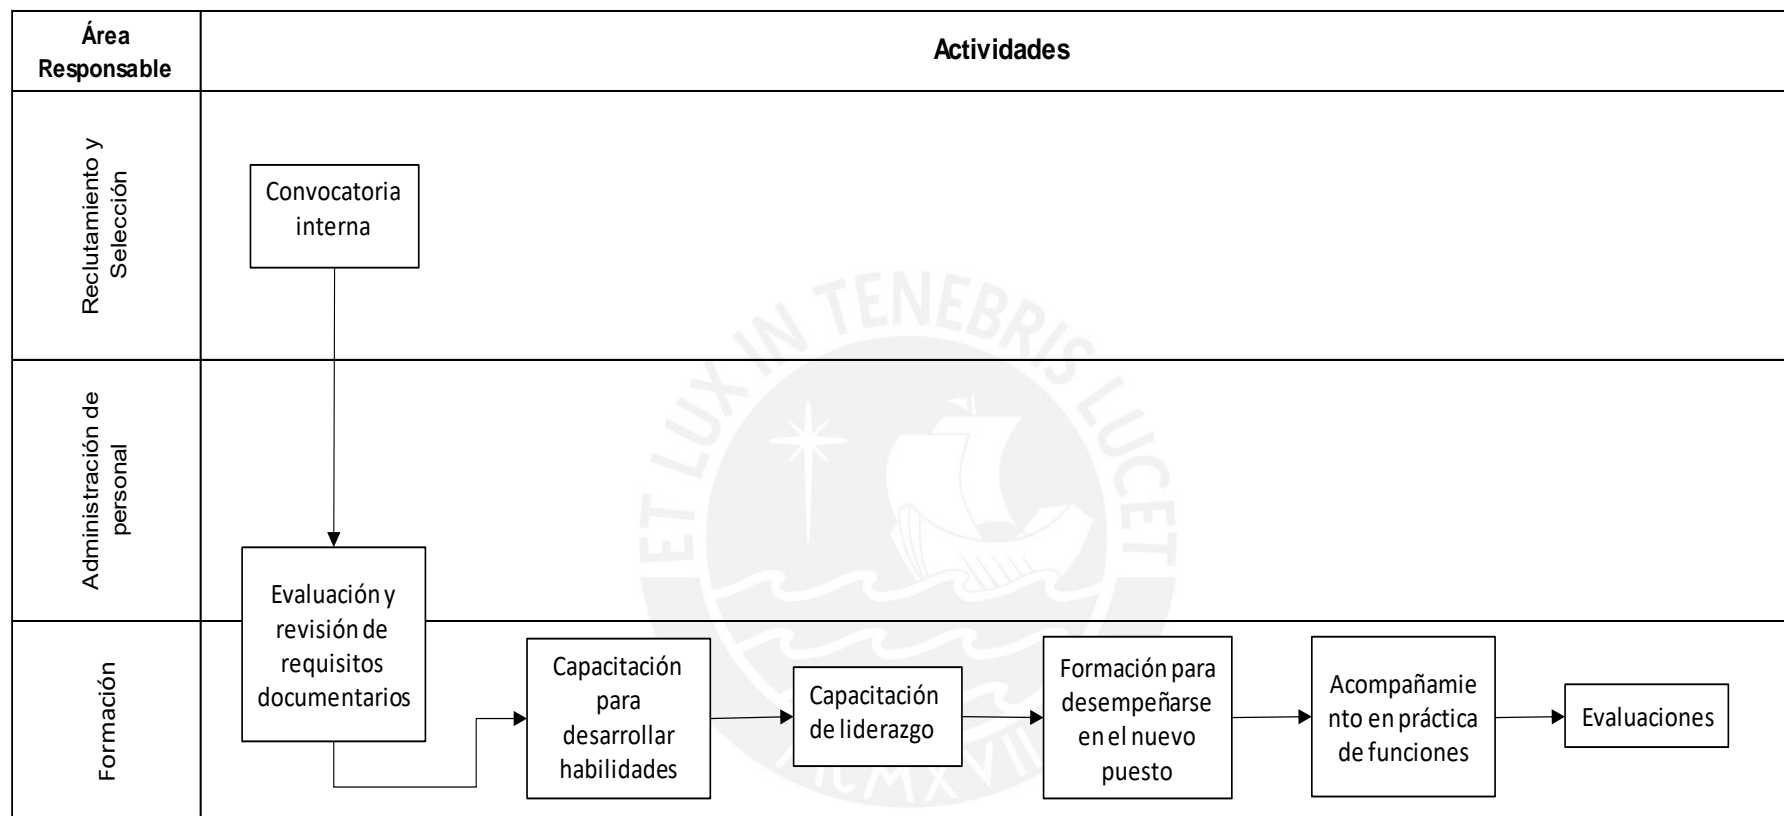 Área
Responsable
Actividades
Reclutamiento y
Selección
Convocatoria
interna
Administración de
personal
Evaluación y
revisión de
requisitos
documentarios
Formación
Capacitación
para
desarrollar
habilidades
Capacitación
de liderazgo
Formación para
desempeñarse
en el nuevo
puesto
Acompañamie
nto en práctica
de funciones
Evaluaciones
ET LUX IN TENEBRIS LUCET
MCMXVII